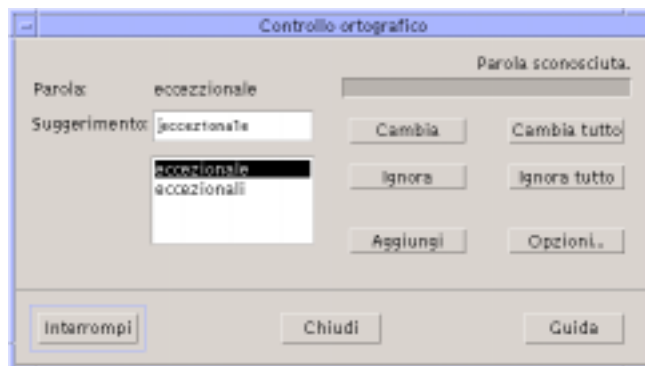 Controllo ortografico
Parola sconosciuta.
Parola: eccezzionale
Suggerimento: eccezionale
Cambia Cambia tutto
eccezionale
eccezionali
Ignora Ignora tutto
Aggiungi Opzioni..
Interrompi Chiudi Guida